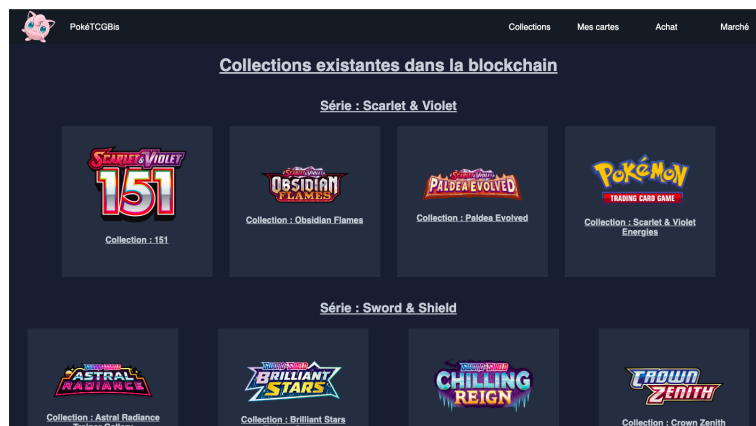 PokéTCGBis
Collections
Mes cartes
Achat
Marché
Collections existantes dans la blockchain
Série : Scarlet & Violet
SCARLET & VIOLET
151
Collection : 151
OBSIDIAN
FLAMES
Collection : Obsidian Flames
PALDEA EVOLVED
Collection : Paldea Evolved
POKéMON
TRADING CARD GAME
Collection : Scarlet & Violet
Energies
Série : Sword & Shield
ASTRAL
RADIANCE
Collection : Astral Radiance
BRILLIANT
STARS
Collection : Brilliant Stars
CHILLING
REIGN
CROWN
ZENITH
Collection : Crown Zenith